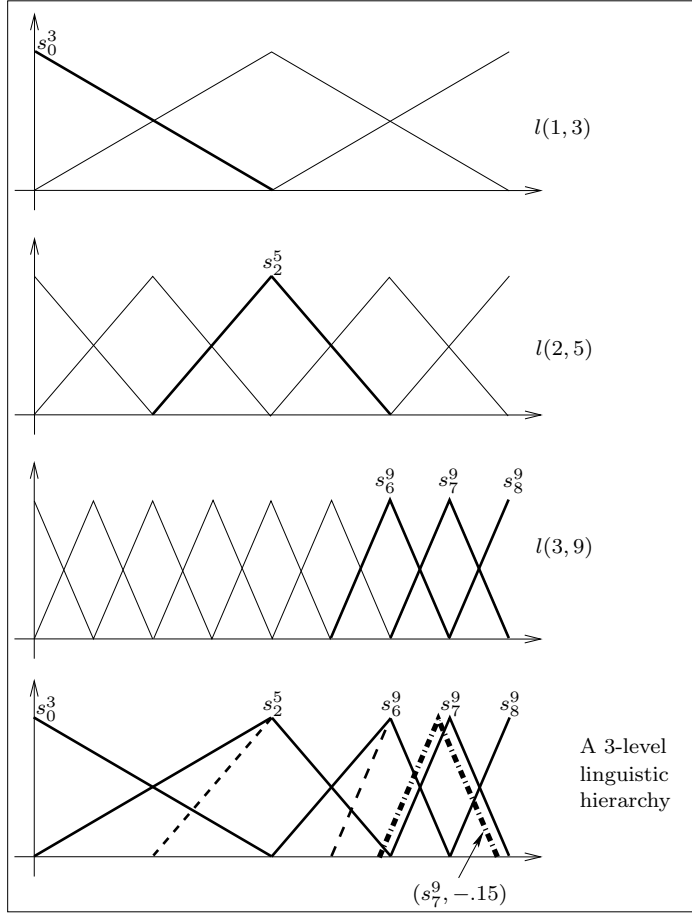 $s_0^3$
$l(1, 3)$
$s_2^5$
$l(2, 5)$
$s_6^9$ $s_7^9$ $s_8^9$
$l(3, 9)$
$s_0^3$ $s_2^5$ $s_6^9$ $s_7^9$ $s_8^9$
A 3-level
linguistic
hierarchy
$(s_7^9, -.15)$